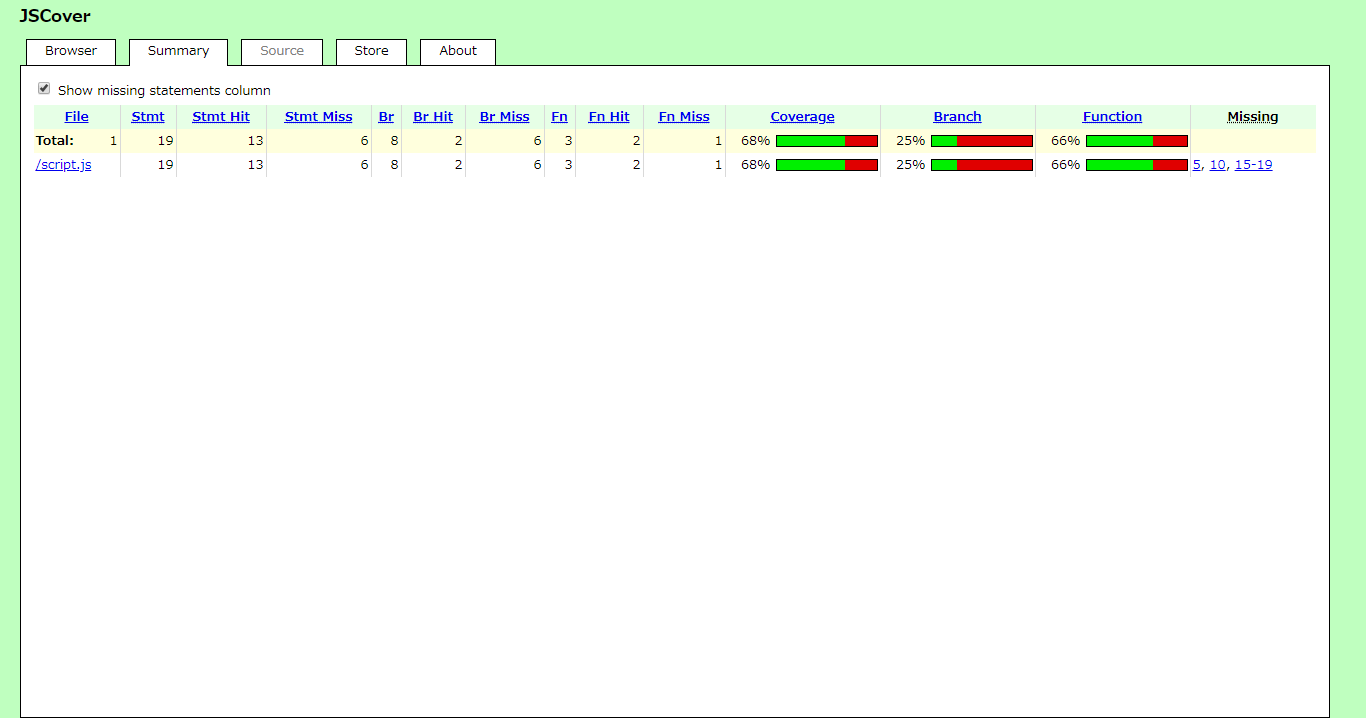 JSCover
Browser Summary Source Store About
Show missing statements column
File Stmt Stmt Hit Stmt Miss Br Br Hit Br Miss Fn Fn Hit Fn Miss Coverage Branch Function Missing
Total: 1 19 13 6 8 2 6 3 2 1 68% 25% 66%
/script.js 19 13 6 8 2 6 3 2 1 68% 25% 66% 5, 10, 15-19